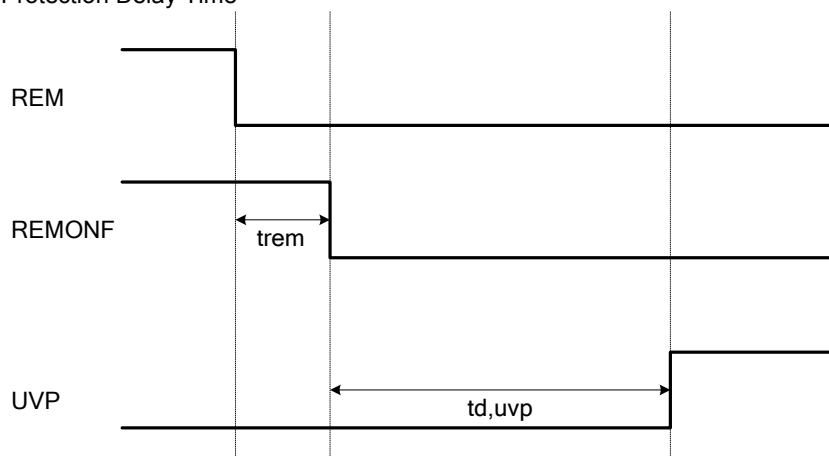 Protection Delay Time
REM
REMONF
trem
UVP
td,uvp